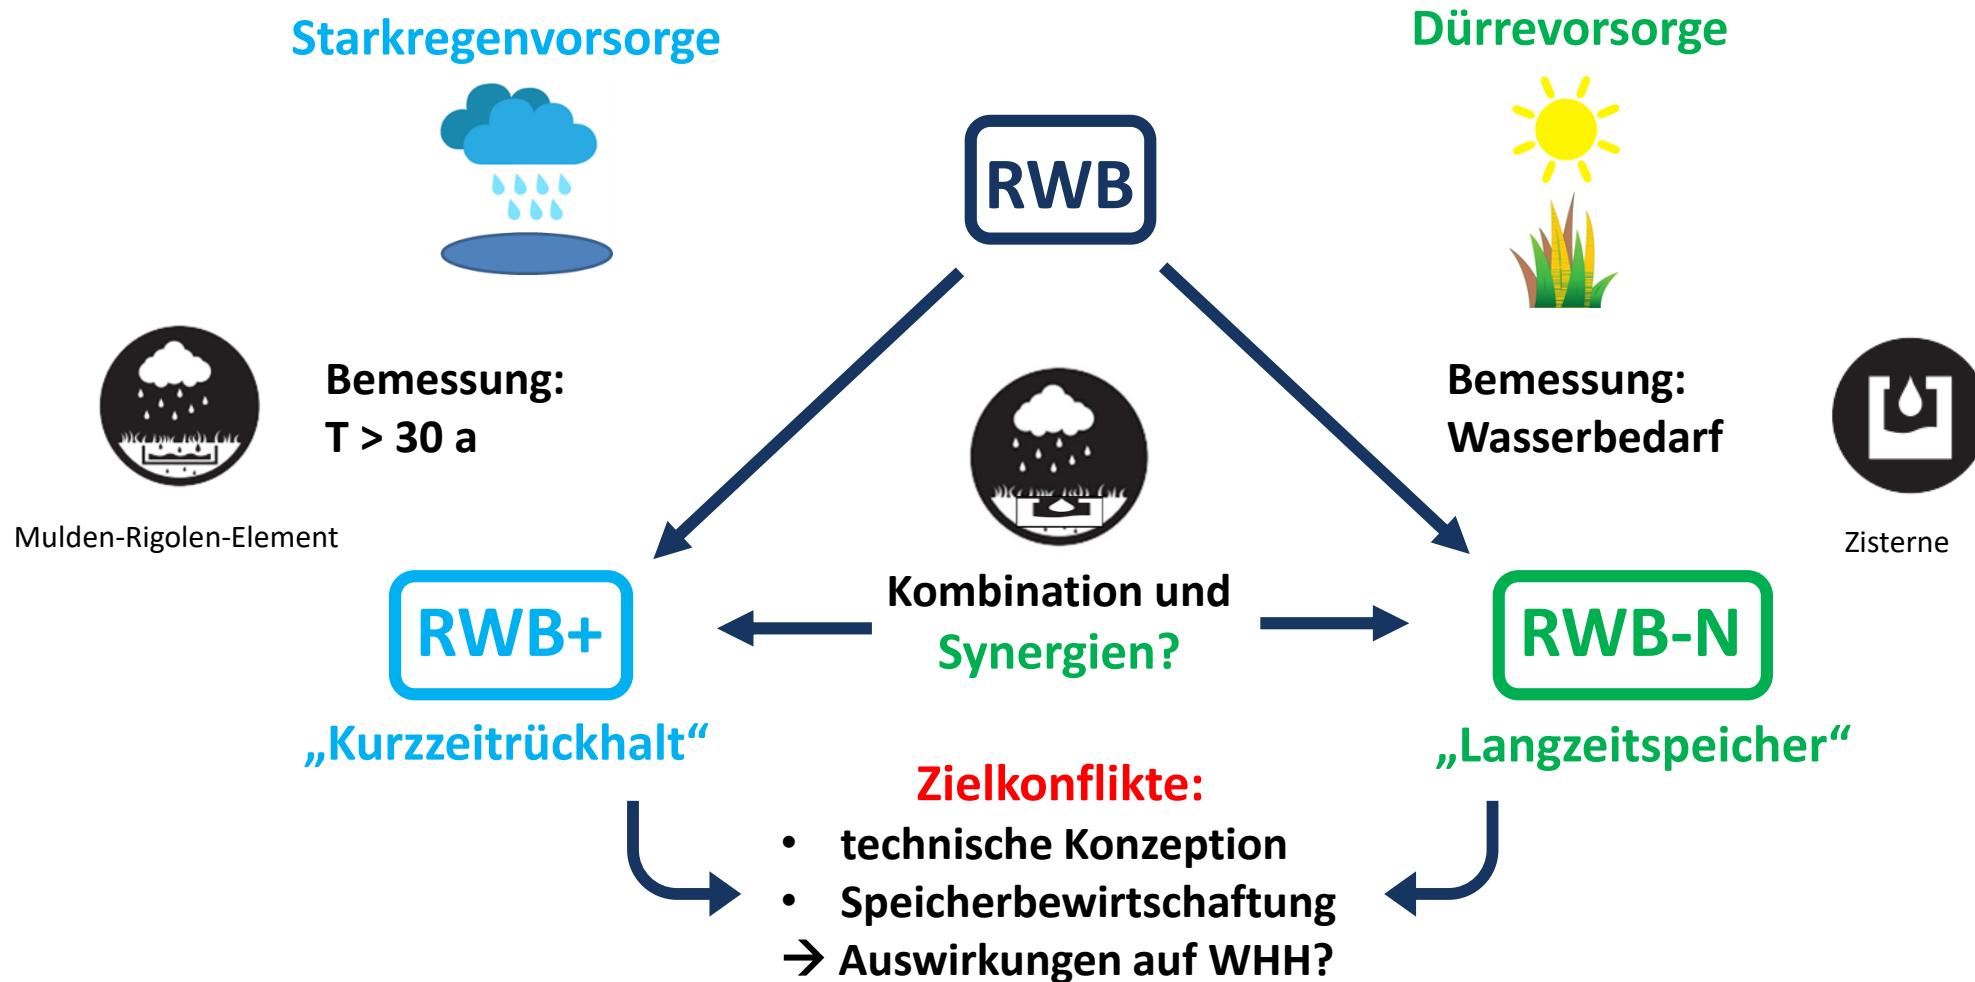 Starkregenvorsorge
Dürrevorsorge
RWB
Bemessung:
T > 30 a
Bemessung:
Wasserbedarf
Mulden-Rigolen-Element
Zisterne
Kombination und
Synergien?
RWB+
RWB-N
„Kurzzeitrückhalt“
„Langzeitspeicher“
Zielkonflikte:
• technische Konzeption
• Speicherbewirtschaftung
→ Auswirkungen auf WHH?